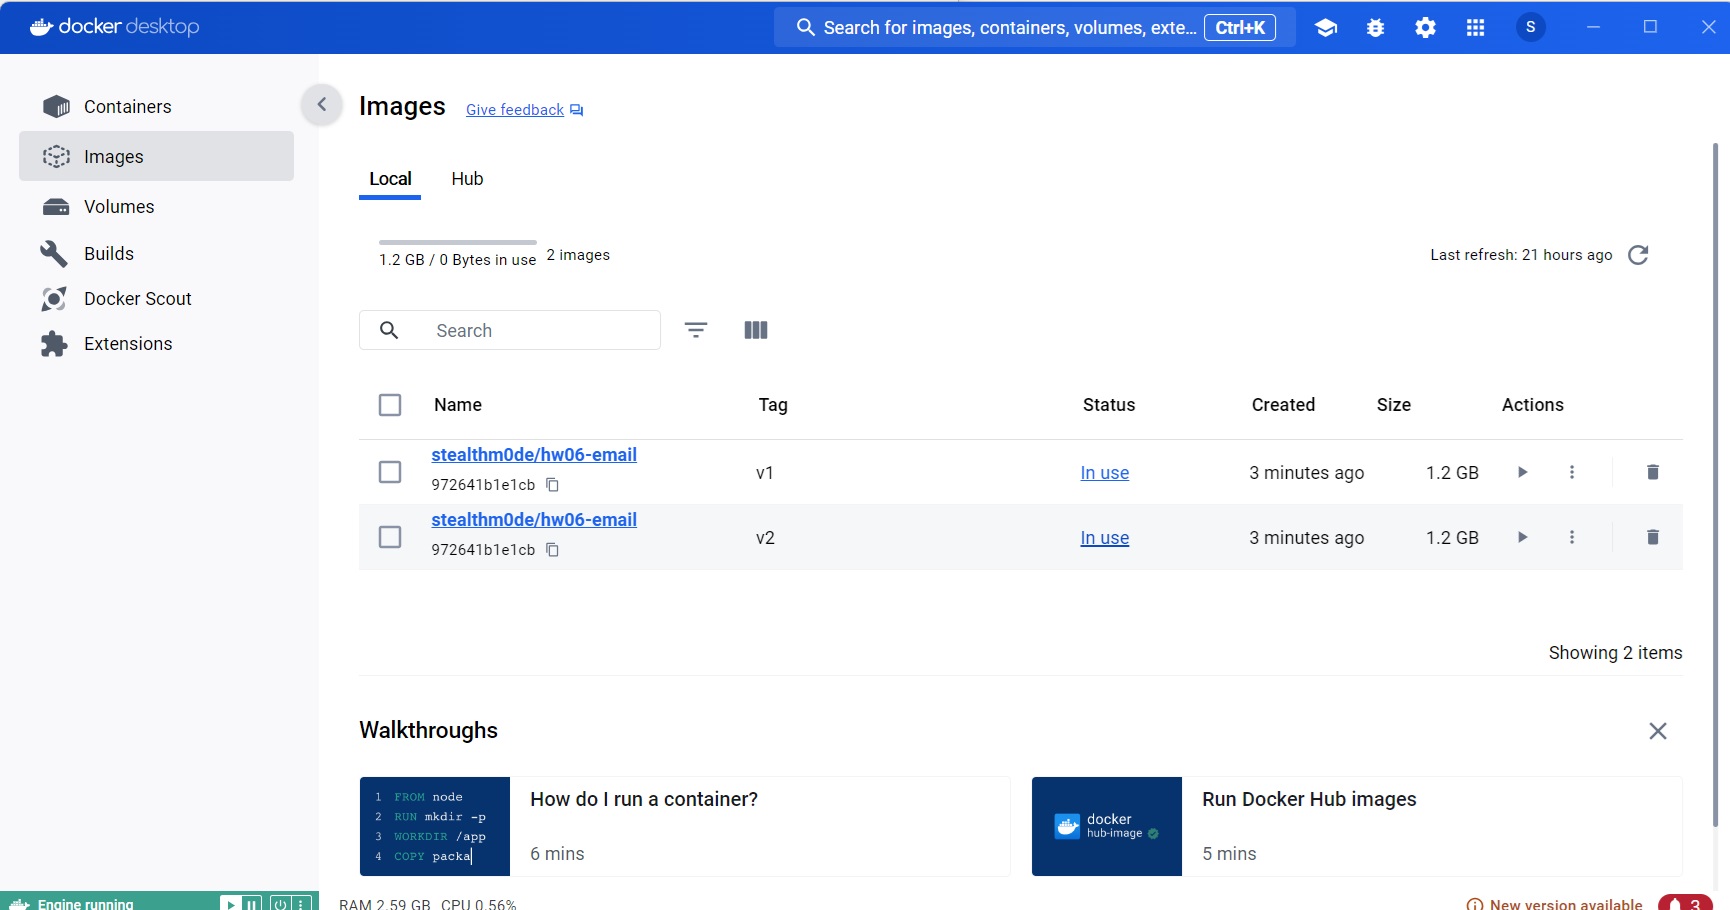 docker desktop
Search for images, containers, volumes, exte... Ctrl+K
S
Containers
Images
Volumes
Builds
Docker Scout
Extensions
Images
Give feedback
Local Hub
1.2 GB / 0 Bytes in use 2 images
Last refresh: 21 hours ago
Search
Name Tag Status Created Size Actions
stealthm0de/hw06-email
972641b1e1cb
v1 In use 3 minutes ago 1.2 GB
stealthm0de/hw06-email
972641b1e1cb
v2 In use 3 minutes ago 1.2 GB
Showing 2 items
Walkthroughs
1 FROM node
2 RUN mkdir -p
3 WORKDIR /app
4 COPY packa
How do I run a container?
6 mins
docker
hub-image
Run Docker Hub images
5 mins
Engine running
RAM 2.59 GB CPU 0.56%
New version available
3